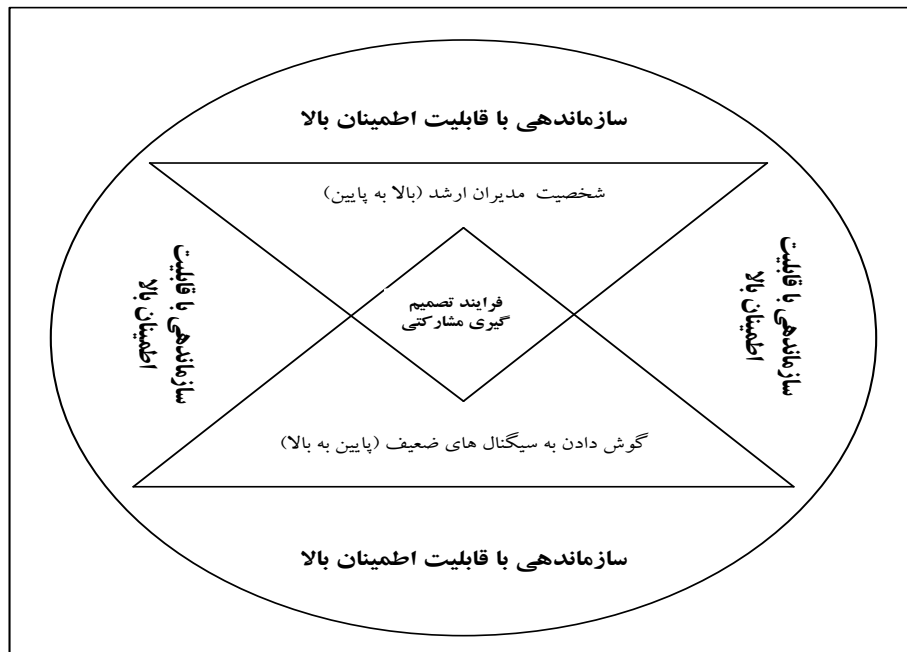 سازماندهی با قابلیت اطمینان بالا
شخصیت مدیران ارشد (بالا به پایین)
سازماندهی با قابلیت
اطمینان بالا
فرایند تصمیم
گیری مشارکتی
سازماندهی با قابلیت
اطمینان بالا
گوش دادن به سیگنال های ضعیف (پایین به بالا)
سازماندهی با قابلیت اطمینان بالا